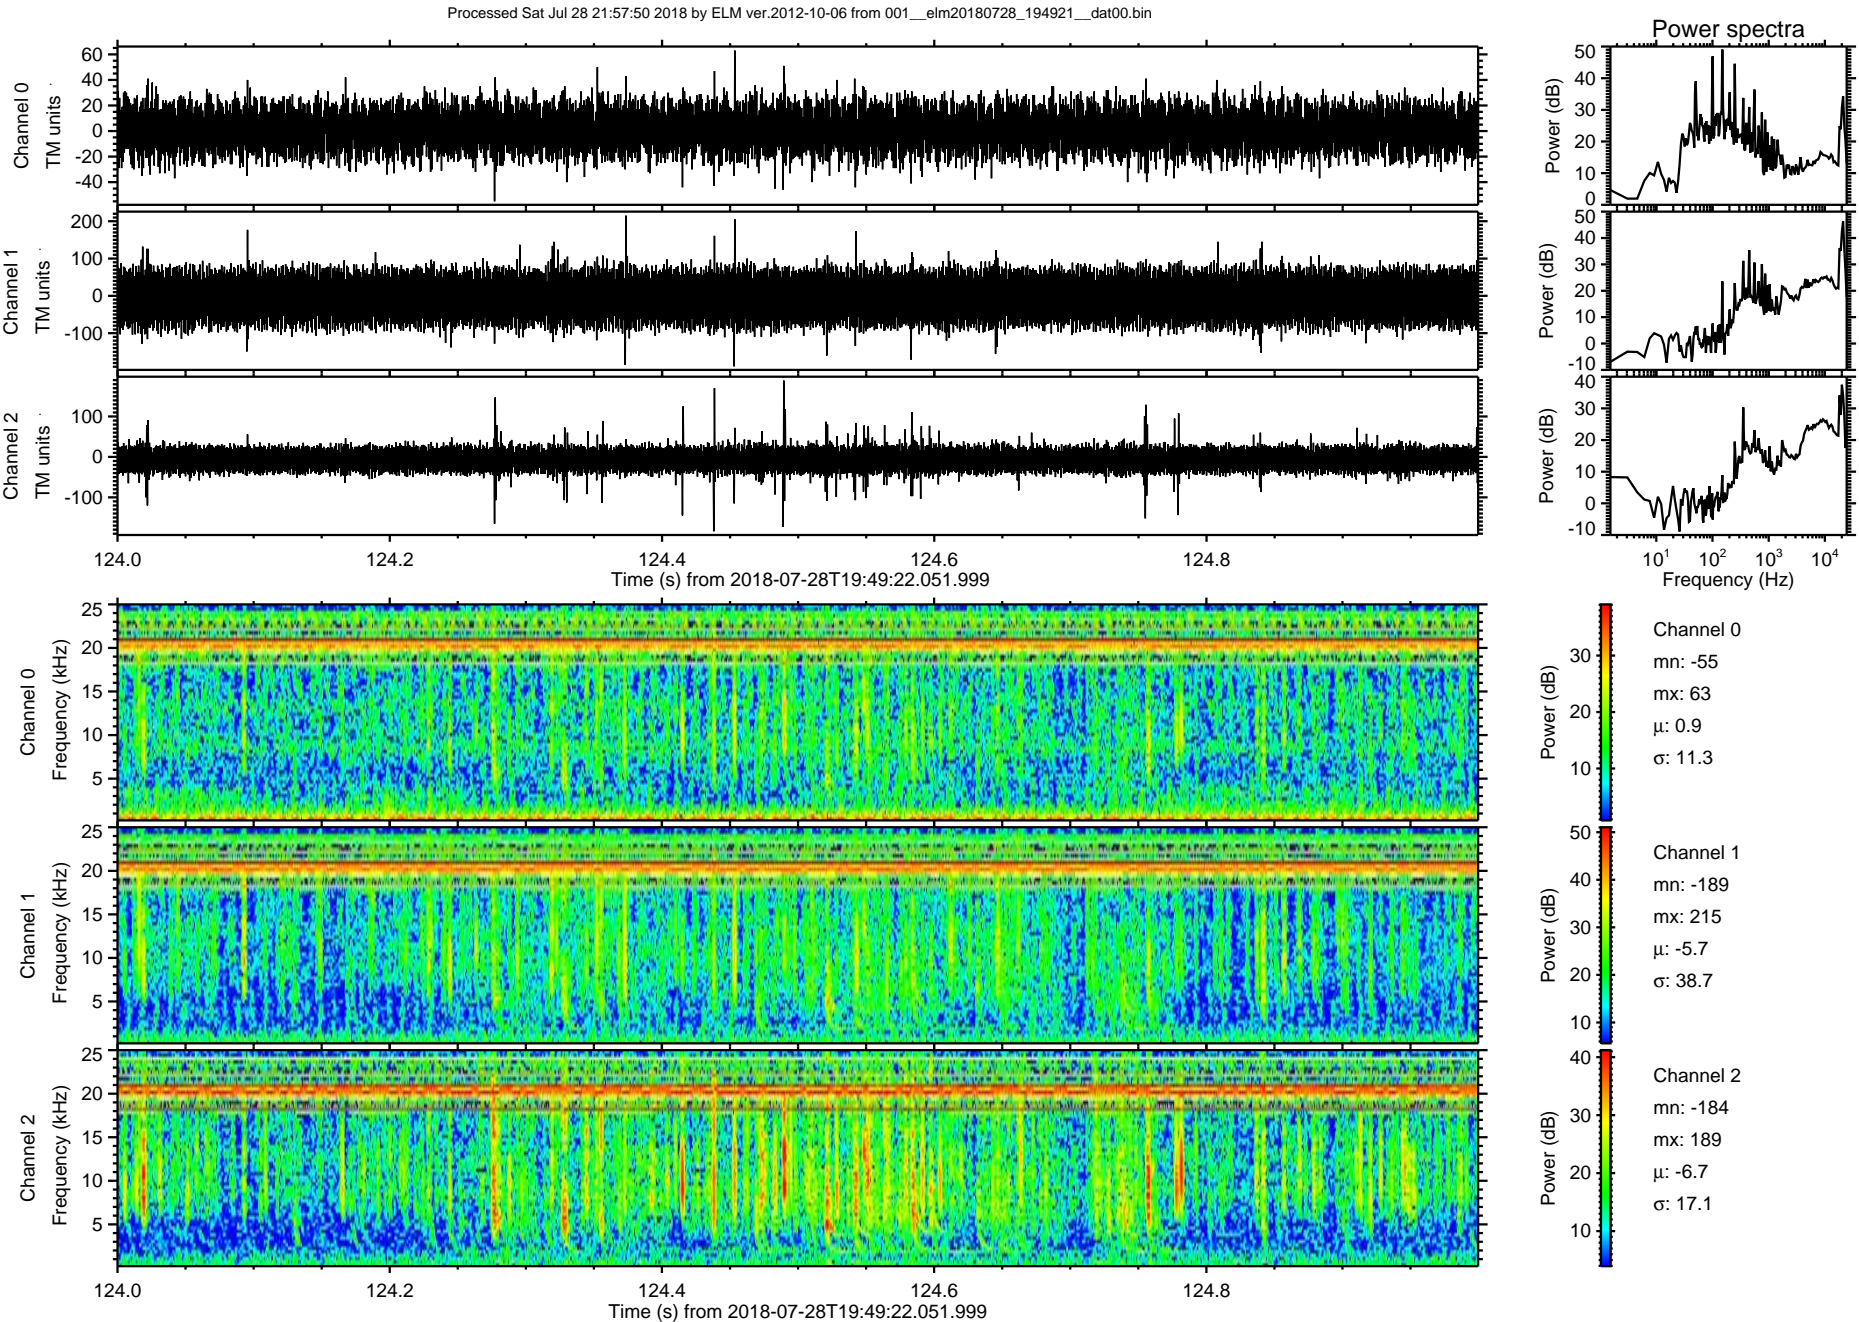 Processed Sat Jul 28 21:57:50 2018 by ELM ver.2012-10-06 from 001__elm20180728_194921__dat00.bin
Power spectra
Channel 0
TM units
60
40
20
0
-20
-40
Power (dB)
50
40
30
20
10
0
Channel 1
TM units
200
100
0
-100
Power (dB)
50
40
30
20
10
0
-10
Channel 2
TM units
100
0
-100
Power (dB)
40
30
20
10
0
-10
124.0 124.2 124.4 124.6 124.8
Time (s) from 2018-07-28T19:49:22.051.999
10¹ 10² 10³ 10⁴
Frequency (Hz)
Channel 0
Frequency (kHz)
25
20
15
10
5
Power (dB)
30
20
10
Channel 0
mn: -55
mx: 63
μ: 0.9
σ: 11.3
Channel 1
Frequency (kHz)
25
20
15
10
5
Power (dB)
50
40
30
20
10
Channel 1
mn: -189
mx: 215
μ: -5.7
σ: 38.7
Channel 2
Frequency (kHz)
25
20
15
10
5
Power (dB)
40
30
20
10
Channel 2
mn: -184
mx: 189
μ: -6.7
σ: 17.1
124.0 124.2 124.4 124.6 124.8
Time (s) from 2018-07-28T19:49:22.051.999